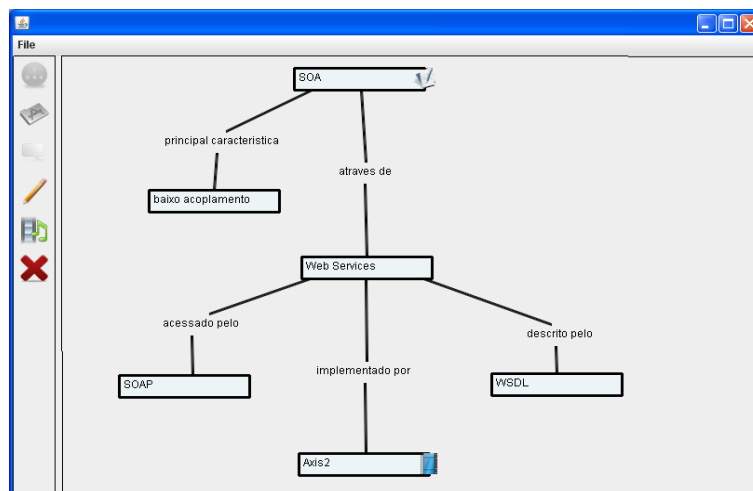 File
SOA
principal caracteristica
atraves de
baixo acoplamento
Web Services
acessado pelo
descrito pelo
implementado por
SOAP
WSDL
Axis2